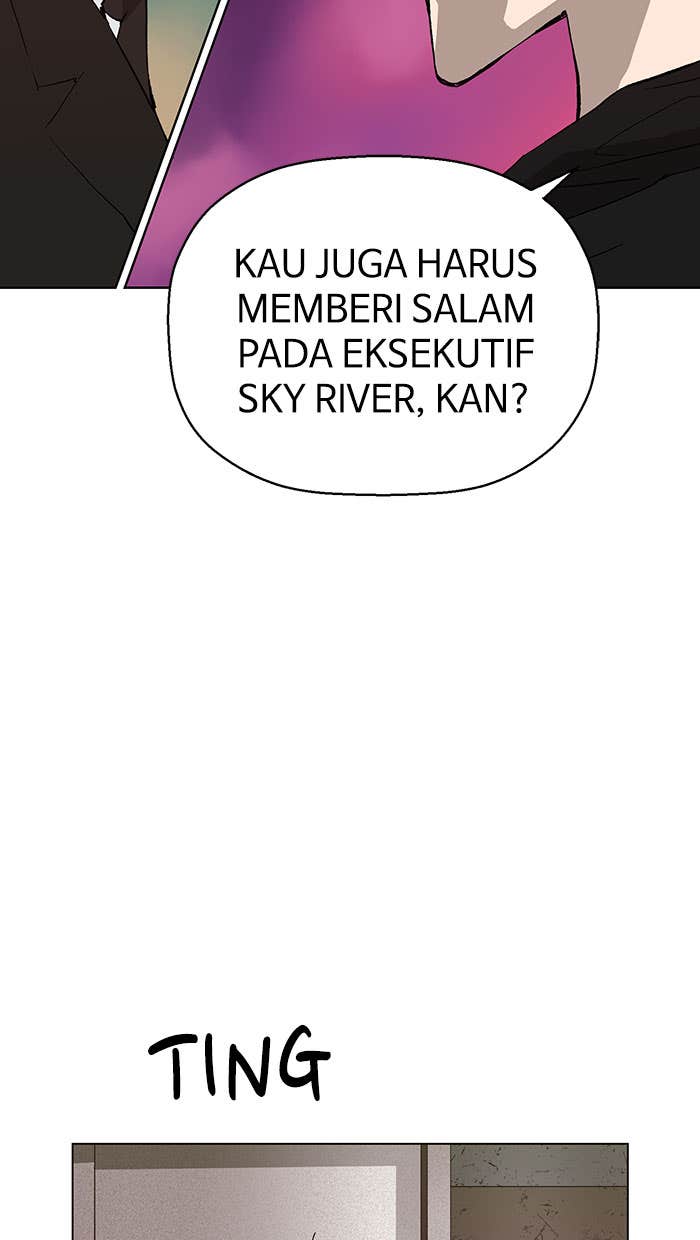 KAU JUGA HARUS
MEMBERI SALAM
PADA EKSEKUTIF
SKY RIVER, KAN?
TING